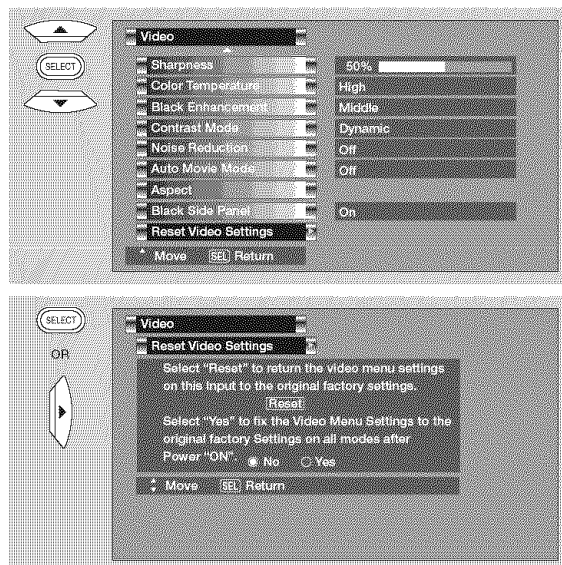 Video
SELECT
Sharpness 50%
Color Temperature High
Black Enhancement Middle
Contrast Mode Dynamic
Noise Reduction Off
Auto Movie Mode Off
Aspect
Black Side Panel On
Reset Video Settings
Move SEL Return
SELECT
OR
Video
Reset Video Settings
Select “Reset” to return the video menu settings
on this Input to the original factory settings.
Reset
Select “Yes” to fix the Video Menu Settings to the
original factory Settings on all modes after
Power “ON”. No Yes
Move SEL Return